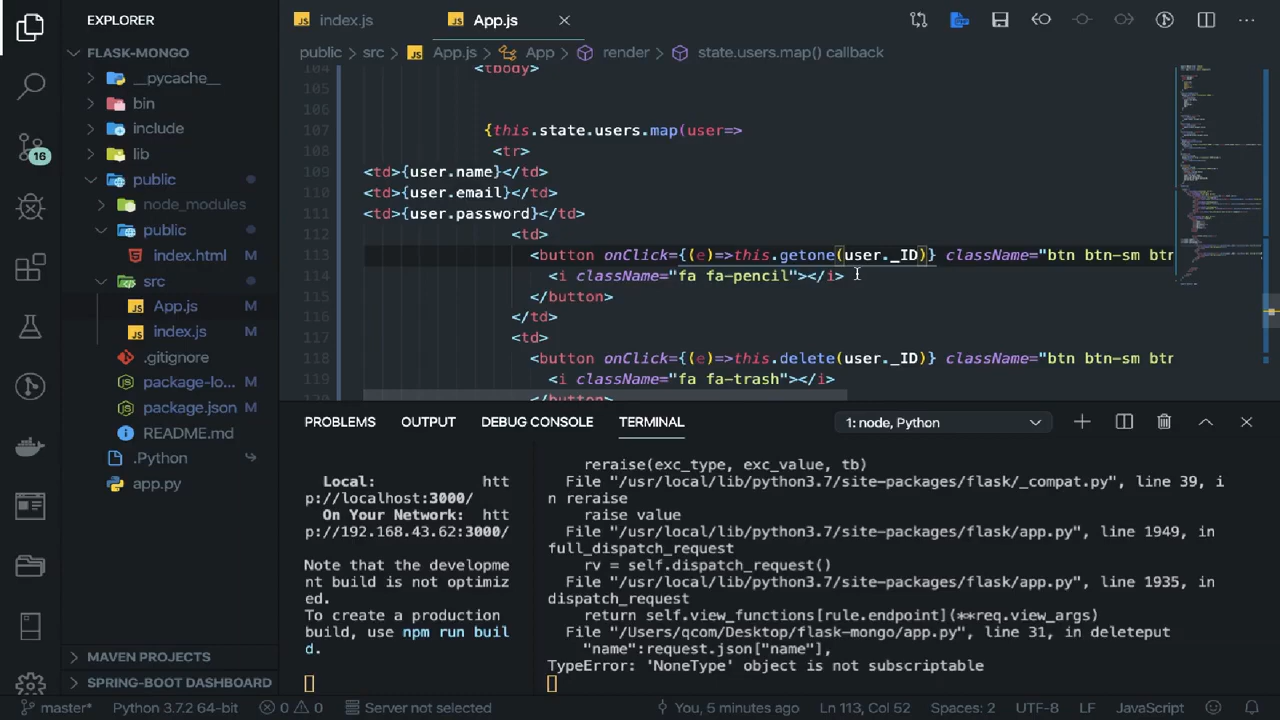 EXPLORER
FLASK-MONGO
__pycache__
bin
include
lib
public
node_modules
public
index.html
src
App.js M
index.js M
.gitignore
package-lo... M
package.json M
README.md
.Python
app.py
MAVEN PROJECTS
SPRING-BOOT DASHBOARD
16
JS index.js
JS App.js
public > src > JS App.js > App > render > state.users.map() callback
104 <tbody>
105
106
107 {this.state.users.map(user=>
108 <tr>
109 <td>{user.name}</td>
110 <td>{user.email}</td>
111 <td>{user.password}</td>
112 <td>
113 <button onClick={(e)=>this.getone(user._ID)} className="btn btn-sm btn
114 <i className="fa fa-pencil"></i>
115 </button>
116 </td>
117 <td>
118 <button onClick={(e)=>this.delete(user._ID)} className="btn btn-sm btn
119 <i className="fa fa-trash"></i>
120 </button>
PROBLEMS OUTPUT DEBUG CONSOLE TERMINAL
1: node, Python
Local: htt
p://localhost:3000/
On Your Network: htt
p://192.168.43.62:3000/
Note that the developme
nt build is not optimiz
ed.
To create a production
build, use npm run buil
d.
reraise(exc_type, exc_value, tb)
File "/usr/local/lib/python3.7/site-packages/flask/_compat.py", line 39, i
n reraise
raise value
File "/usr/local/lib/python3.7/site-packages/flask/app.py", line 1949, in
full_dispatch_request
rv = self.dispatch_request()
File "/usr/local/lib/python3.7/site-packages/flask/app.py", line 1935, in
dispatch_request
return self.view_functions[rule.endpoint](**req.view_args)
File "/Users/qcom/Desktop/flask-mongo/app.py", line 31, in deleteput
"name":request.json["name"],
TypeError: 'NoneType' object is not subscriptable
master* Python 3.7.2 64-bit 0 0 Server not selected You, 5 minutes ago Ln 113, Col 52 Spaces: 2 UTF-8 LF JavaScript